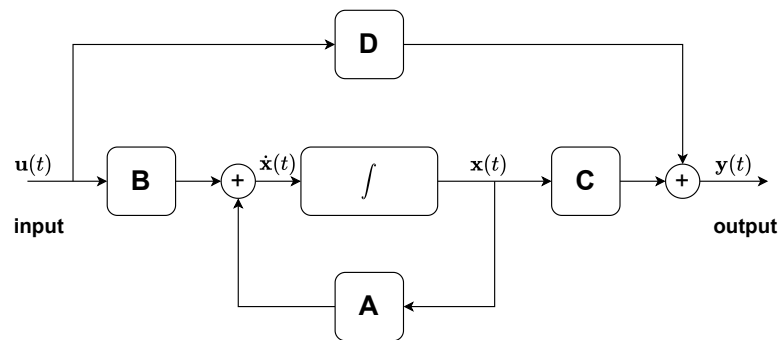 D
u(t)
B
+
ẋ(t)
∫
x(t)
C
+
y(t)
input
output
A